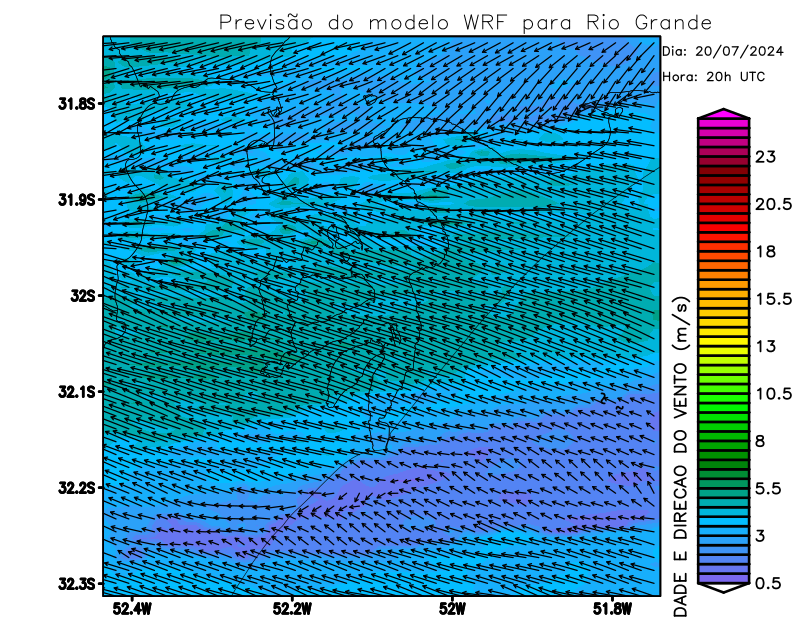 Previsão do modelo WRF para Rio Grande
Dia: 20/07/2024
Hora: 20h UTC
31.8S
31.9S
32S
32.1S
32.2S
32.3S
52.4W
52.2W
52W
51.8W
23
20.5
18
15.5
13
10.5
8
5.5
3
0.5
DADE E DIRECAO DO VENTO (m/s)